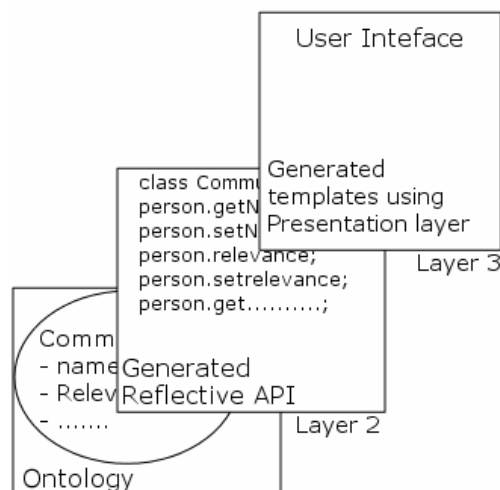 User Inteface
Generated
templates using
Presentation layer
Layer 3
class Commu
person.getN
person.setN
person.relevance;
person.setrelevance;
person.get..........;
Generated
Reflective API
Layer 2
Comm
- name
- Relev
- .......
Ontology